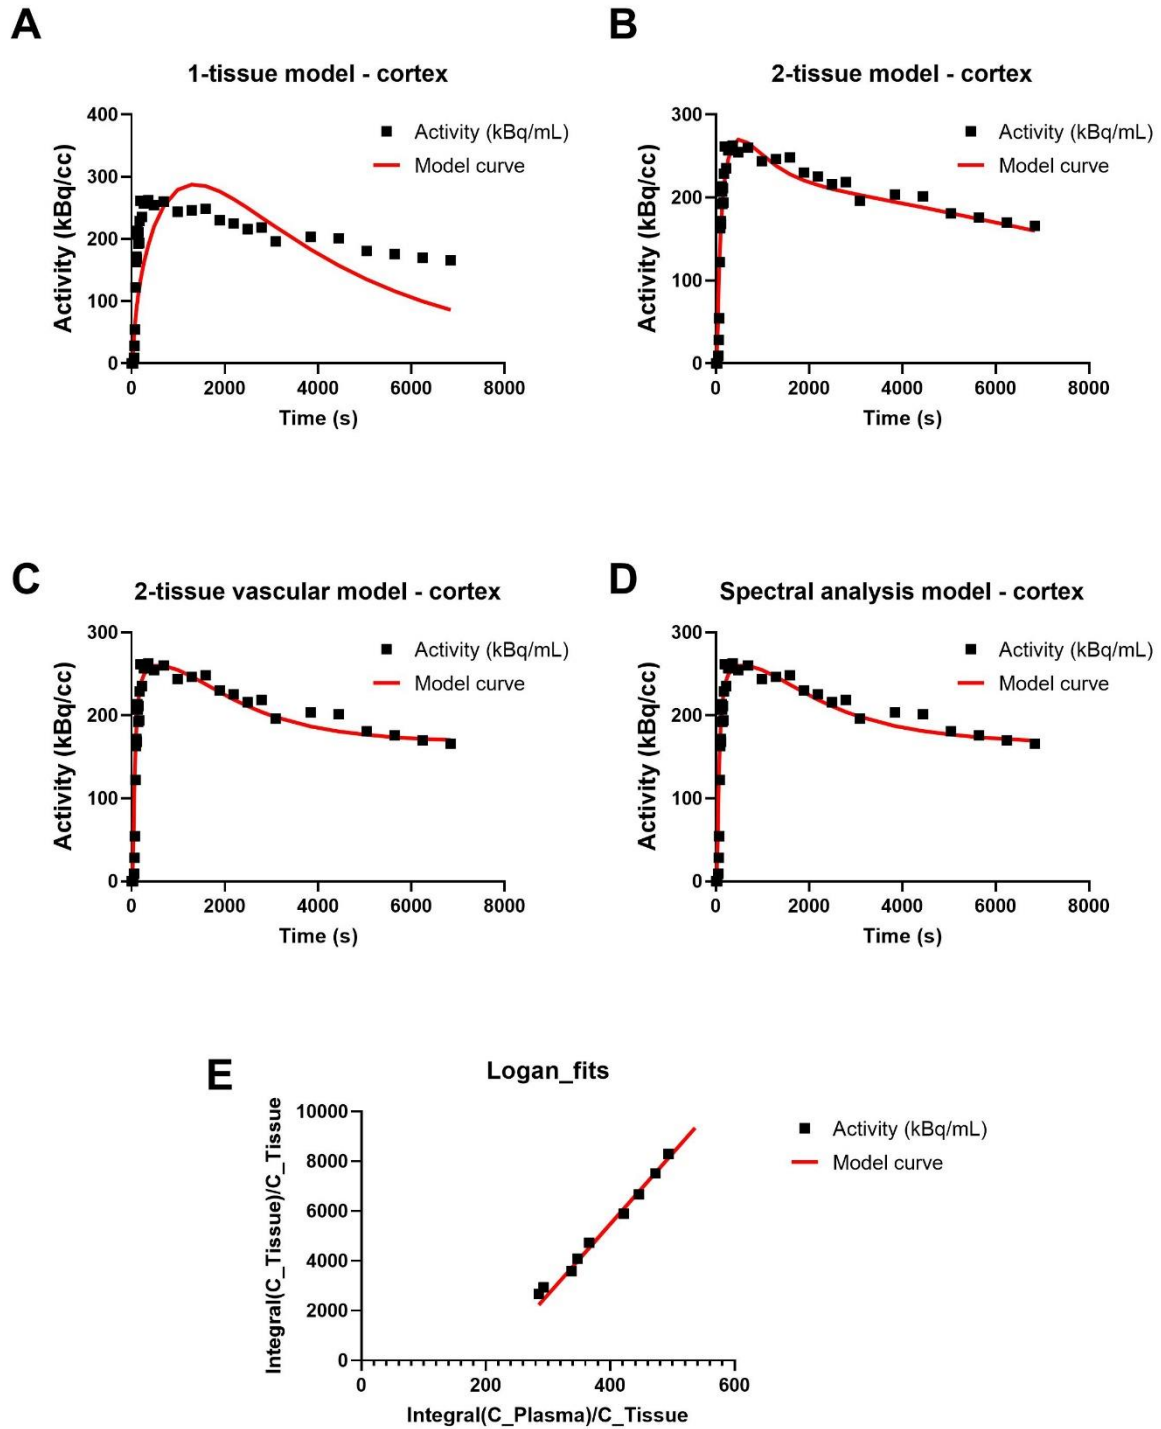 A
1-tissue model - cortex
Activity (kBq/cc)
400
300
200
100
0
0 2000 4000 6000 8000
Time (s)
Activity (kBq/mL)
Model curve
B
2-tissue model - cortex
Activity (kBq/cc)
300
200
100
0
0 2000 4000 6000 8000
Time (s)
Activity (kBq/mL)
Model curve
C
2-tissue vascular model - cortex
Activity (kBq/cc)
300
200
100
0
0 2000 4000 6000 8000
Time (s)
Activity (kBq/mL)
Model curve
D
Spectral analysis model - cortex
Activity (kBq/cc)
300
200
100
0
0 2000 4000 6000 8000
Time (s)
Activity (kBq/mL)
Model curve
E
Logan_fits
Integral(C_Tissue)/C_Tissue
10000
8000
6000
4000
2000
0
0 200 400 600
Integral(C_Plasma)/C_Tissue
Activity (kBq/mL)
Model curve